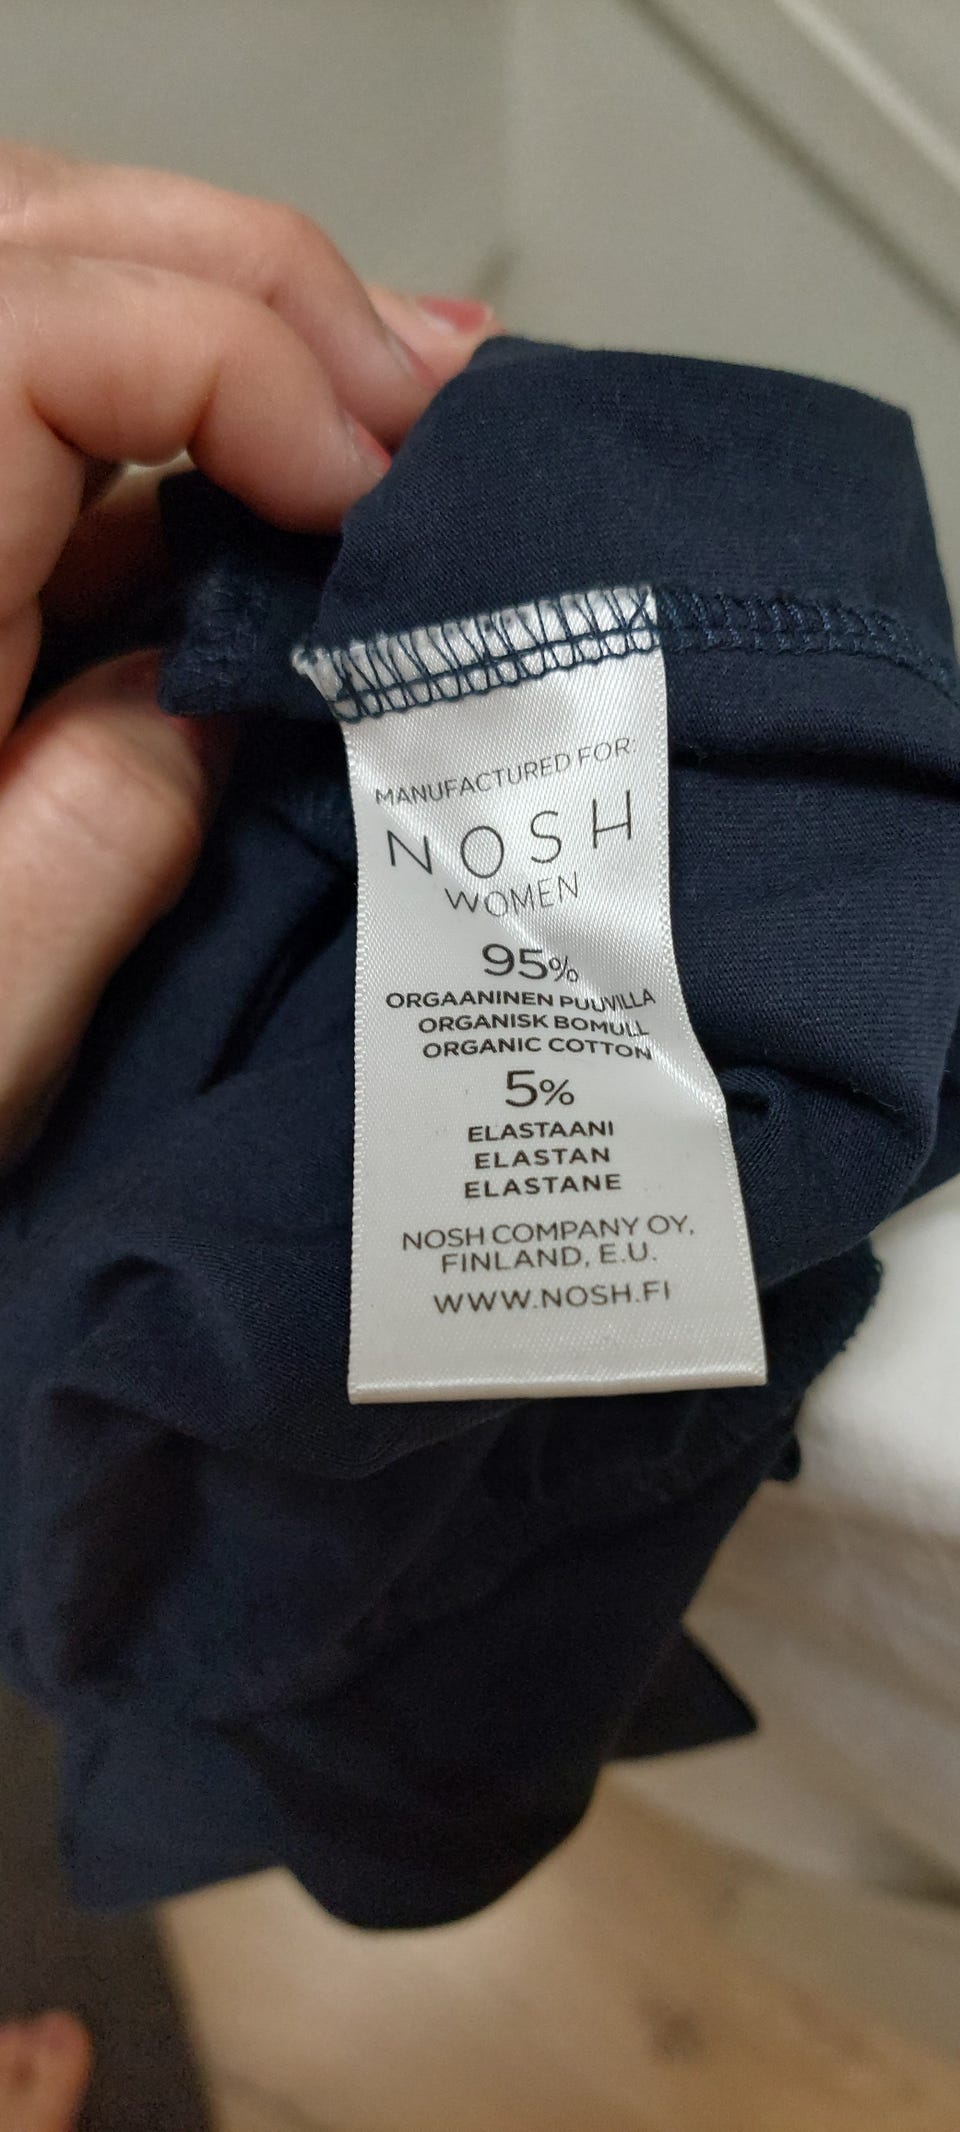 MANUFACTURED FOR:
NOSH
WOMEN
95%
ORGAANINEN PUUVILLA
ORGANISK BOMULL
ORGANIC COTTON
5%
ELASTAANI
ELASTAN
ELASTANE
NOSH COMPANY OY,
FINLAND, E.U.
WWW.NOSH.FI